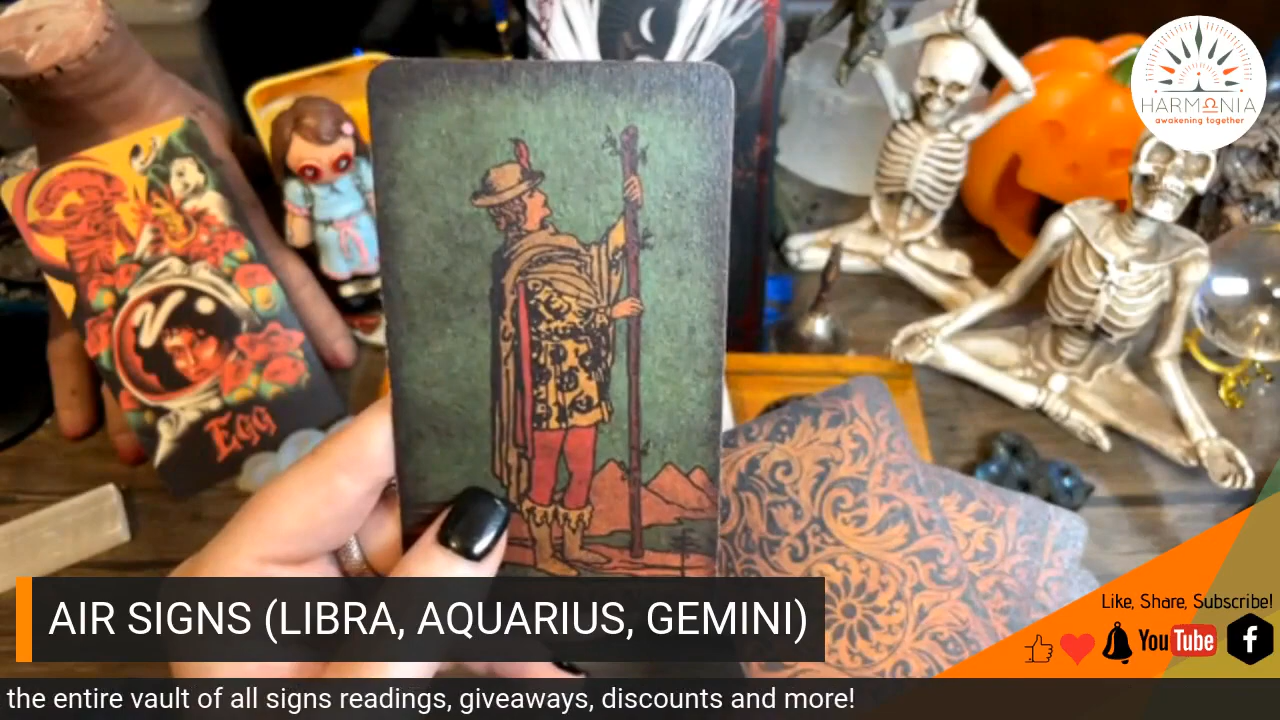 HARMΩNIA
awakening together
EGG
AIR SIGNS (LIBRA, AQUARIUS, GEMINI)
Like, Share, Subscribe!
YouTube
f
the entire vault of all signs readings, giveaways, discounts and more!